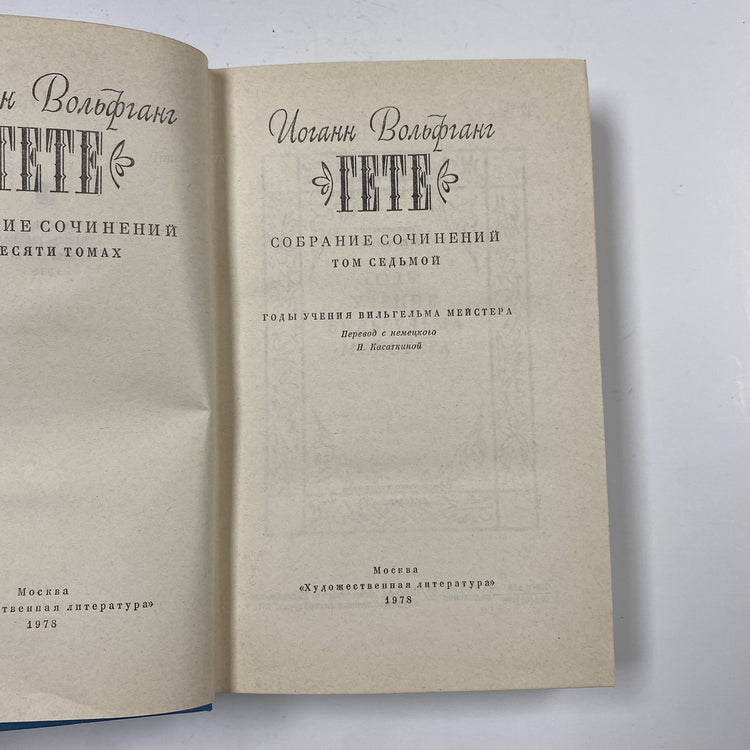 н Вольфганг
ГЕТЕ
ИЕ СОЧИНЕНИЙ
ЕСЯТИ ТОМАХ
Москва
ственная литература»
1978
Иоганн Вольфганг
ГЕТЕ
СОБРАНИЕ СОЧИНЕНИЙ
ТОМ СЕДЬМОЙ
ГОДЫ УЧЕНИЯ ВИЛЬГЕЛЬМА МЕЙСТЕРА
Перевод с немецкого
Н. Касаткиной
Москва
«Художественная литература»
1978